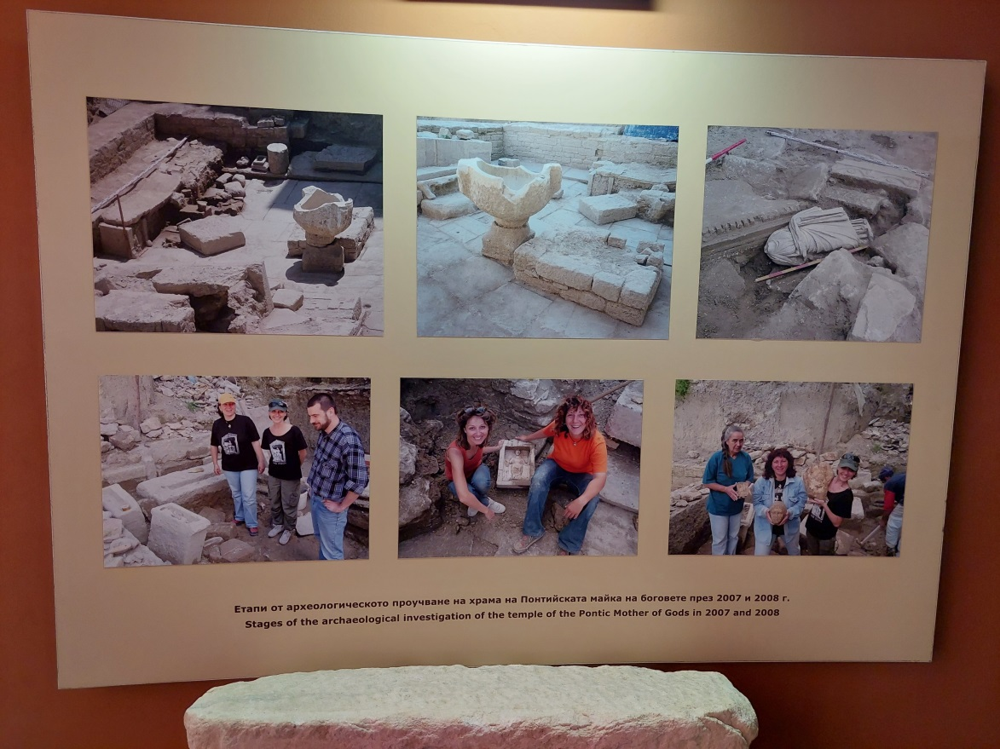 Етапи от археологическото проучване на храма на Понтийската майка на боговете през 2007 и 2008 г.
Stages of the archaeological investigation of the temple of the Pontic Mother of Gods in 2007 and 2008